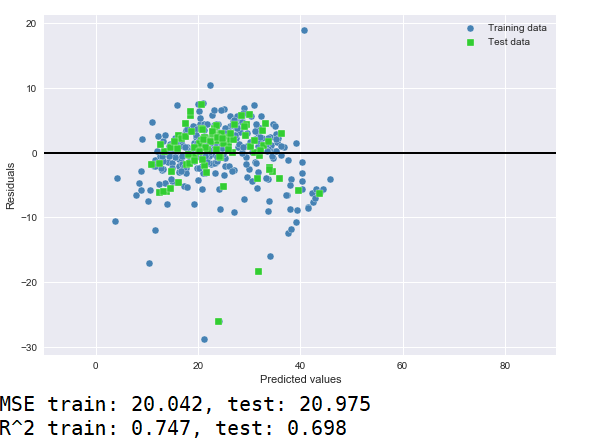 20
Training data
Test data
10
0
Residuals
−10
−20
−30
0
20
40
60
80
Predicted values
MSE train: 20.042, test: 20.975
R^2 train: 0.747, test: 0.698